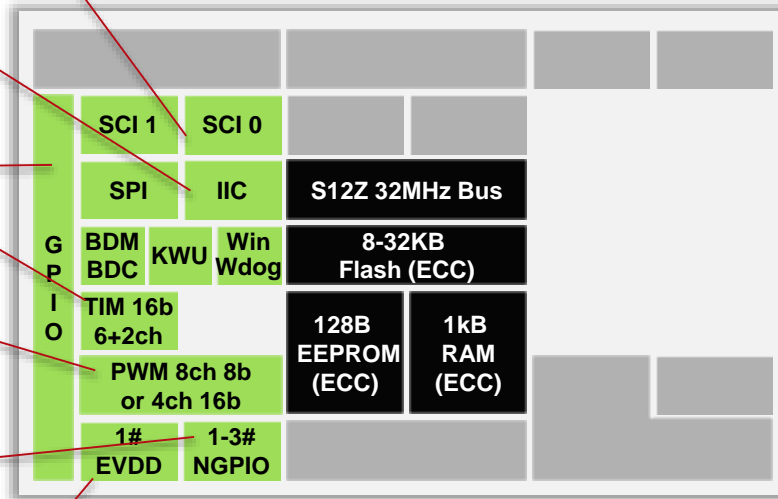 SCI 1
SCI 0
SPI
IIC
S12Z 32MHz Bus
GPIO
BDM
BDC
KWU
Win
Wdog
8-32KB
Flash (ECC)
TIM 16b
6+2ch
128B
EEPROM
(ECC)
1kB
RAM
(ECC)
PWM 8ch 8b
or 4ch 16b
1#
EVDD
1-3#
NGPIO